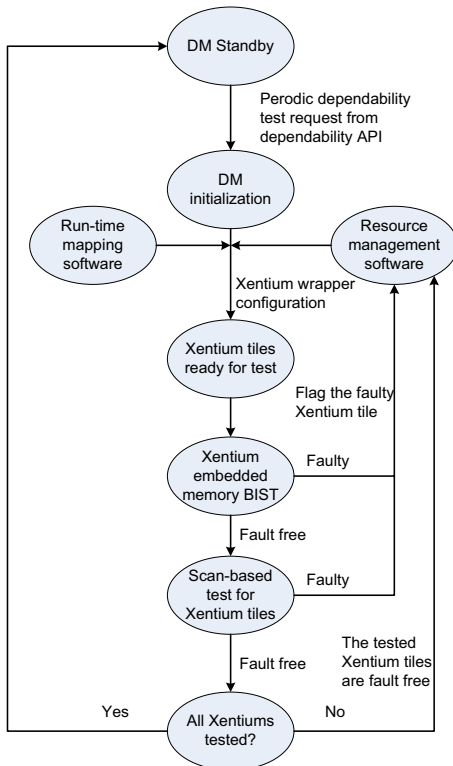 DM Standby
Perodic dependability
test request from
dependability API
DM
initialization
Run-time
mapping
software
Resource
management
software
Xentium wrapper
configuration
Xentium tiles
ready for test
Flag the faulty
Xentium tile
Xentium
embedded
memory BIST
Faulty
Fault free
Scan-based
test for
Xentium tiles
Faulty
Fault free
The tested
Xentium tiles
are fault free
Yes
All Xentiums
tested?
No